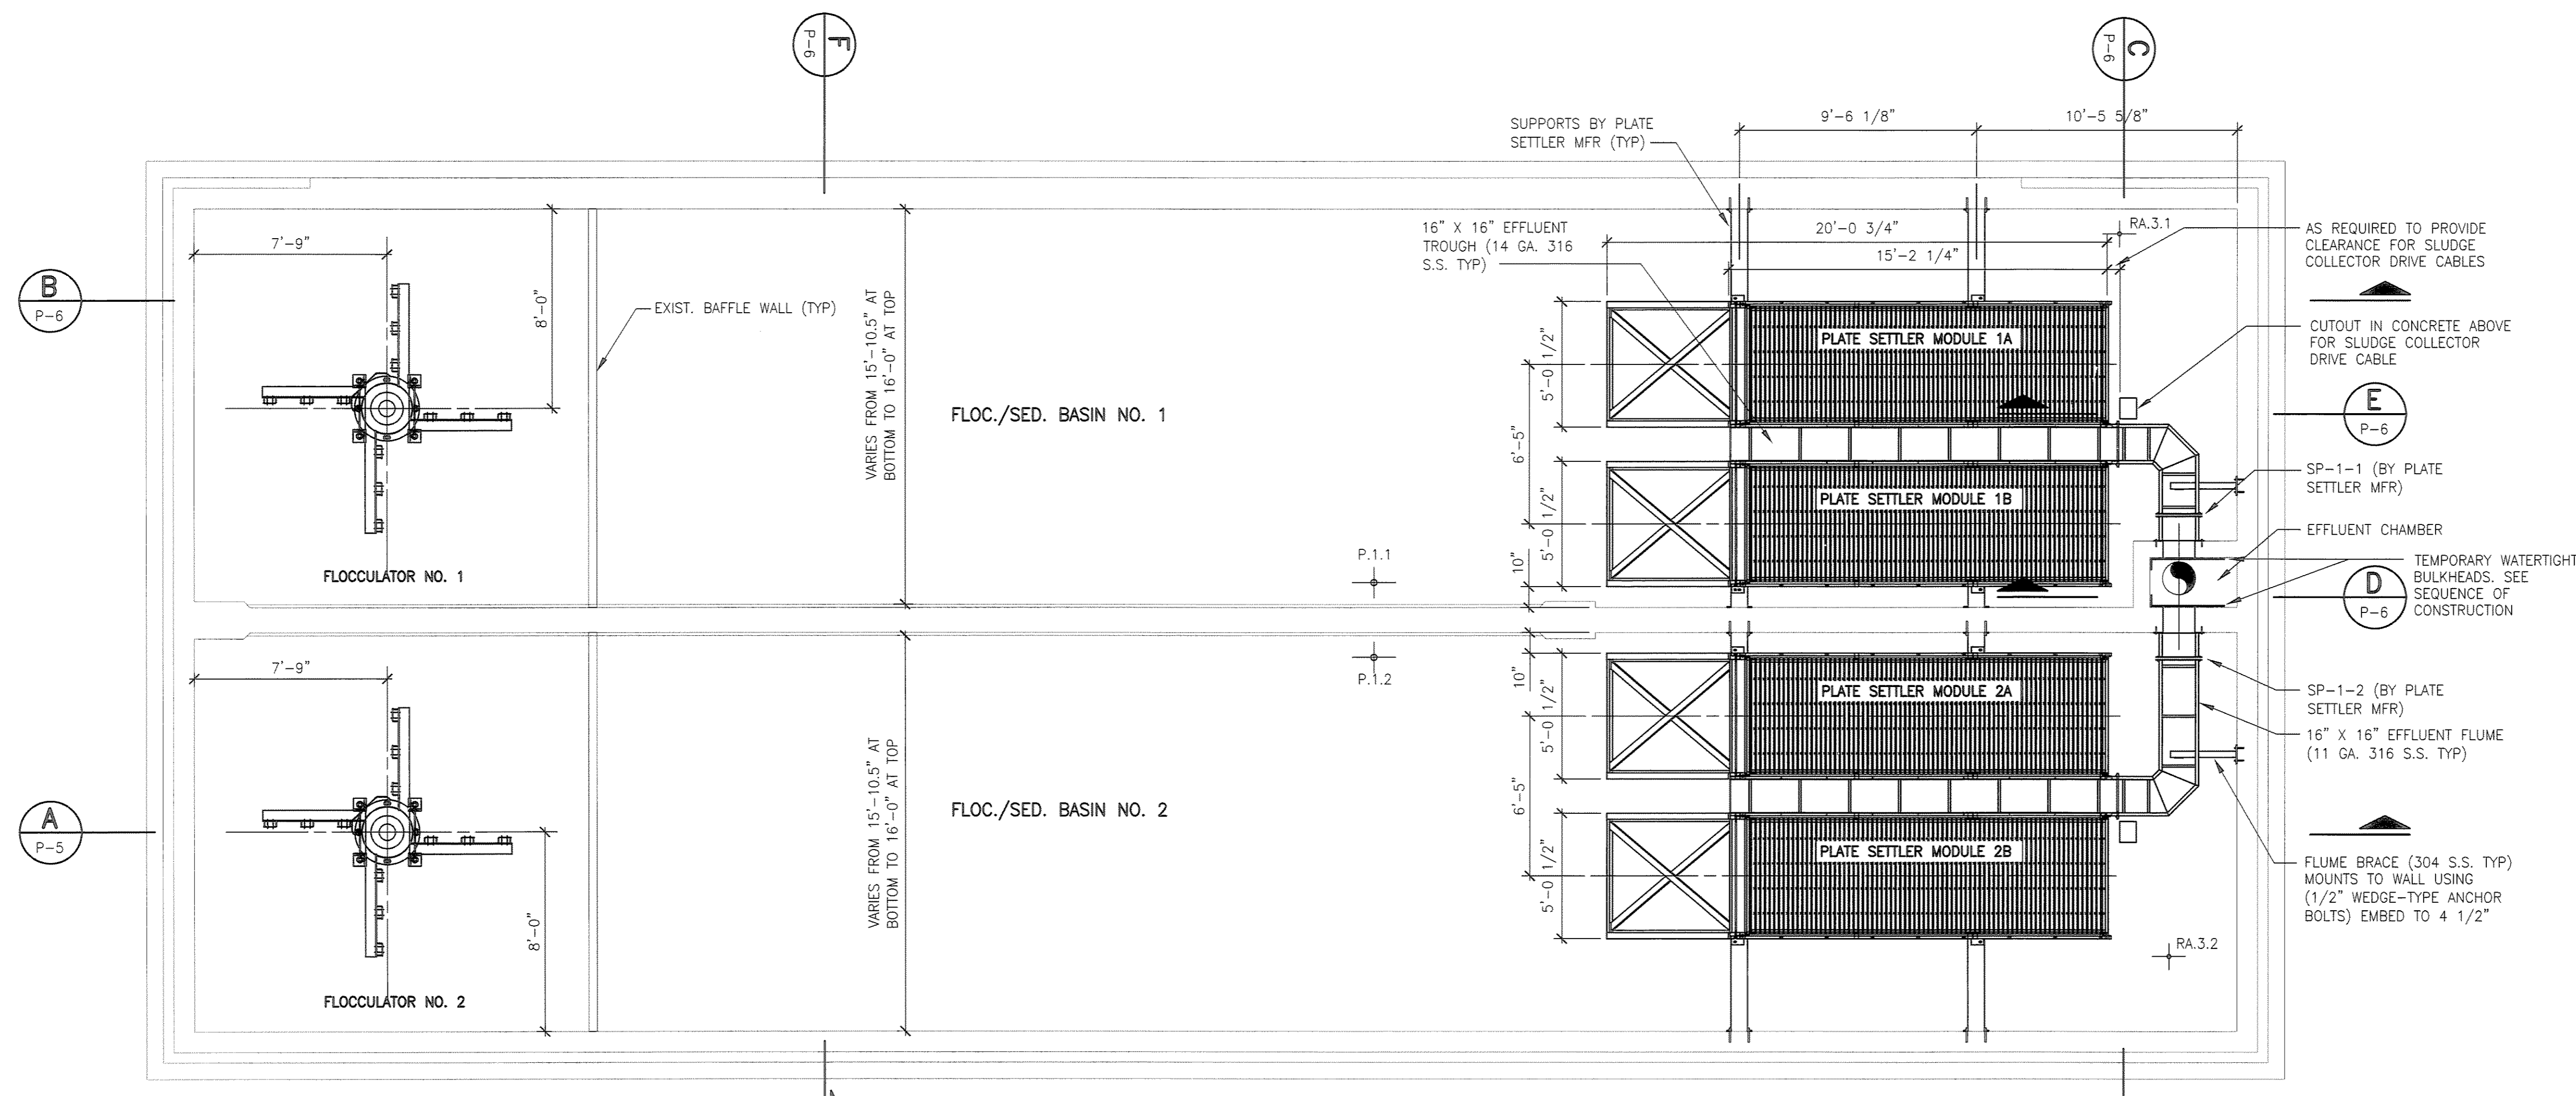 F
P-6
C
P-6
SUPPORTS BY PLATE
SETTLER MFR (TYP)
9'-6 1/8"
10'-5 5/8"
16" X 16" EFFLUENT
TROUGH (14 GA. 316
S.S. TYP)
20'-0 3/4"
15'-2 1/4"
RA.3.1
AS REQUIRED TO PROVIDE
CLEARANCE FOR SLUDGE
COLLECTOR DRIVE CABLES
7'-9"
8'-0"
B
P-6
EXIST. BAFFLE WALL (TYP)
VARIES FROM 15'-10.5" AT
BOTTOM TO 16'-0" AT TOP
FLOC./SED. BASIN NO. 1
5'-0 1/2"
PLATE SETTLER MODULE 1A
CUTOUT IN CONCRETE ABOVE
FOR SLUDGE COLLECTOR
DRIVE CABLE
E
P-6
6'-5"
5'-0 1/2"
PLATE SETTLER MODULE 1B
SP-1-1 (BY PLATE
SETTLER MFR)
EFFLUENT CHAMBER
10"
P.1.1
FLOCCULATOR NO. 1
TEMPORARY WATERTIGHT
BULKHEADS. SEE
SEQUENCE OF
CONSTRUCTION
D
P-6
7'-9"
P.1.2
10"
5'-0 1/2"
PLATE SETTLER MODULE 2A
SP-1-2 (BY PLATE
SETTLER MFR)
16" X 16" EFFLUENT FLUME
(11 GA. 316 S.S. TYP)
A
P-5
VARIES FROM 15'-10.5" AT
BOTTOM TO 16'-0" AT TOP
FLOC./SED. BASIN NO. 2
6'-5"
5'-0 1/2"
PLATE SETTLER MODULE 2B
FLUME BRACE (304 S.S. TYP)
MOUNTS TO WALL USING
(1/2" WEDGE-TYPE ANCHOR
BOLTS) EMBED TO 4 1/2"
8'-0"
RA.3.2
FLOCCULATOR NO. 2